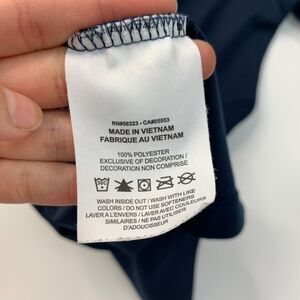 RN#56323 - CA#05553
MADE IN VIETNAM
FABRIQUE AU VIETNAM
100% POLYESTER
EXCLUSIVE OF DECORATION /
DECORATION NON COMPRISE
WASH INSIDE OUT / WASH WITH LIKE
COLORS / DO NOT USE SOFTENERS
LAVER A L'ENVERS / LAVER AVEC COULEURS
SIMILAIRES / NE PAS UTILISER
D'ADOUCISSEUR